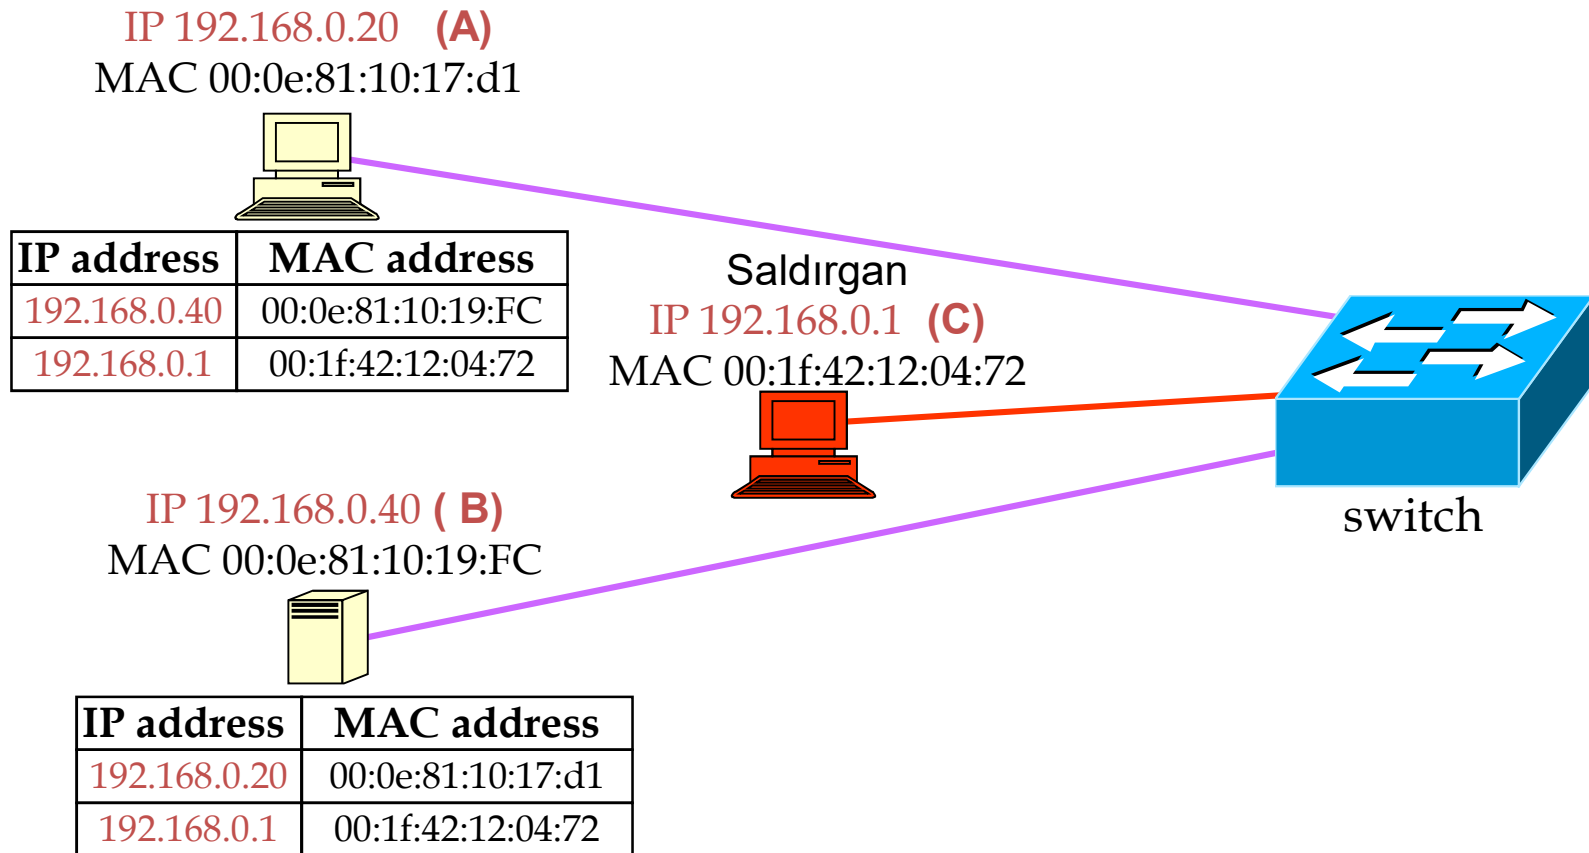 IP 192.168.0.20 (A)
MAC 00:0e:81:10:17:d1
IP address MAC address
192.168.0.40 00:0e:81:10:19:FC
192.168.0.1 00:1f:42:12:04:72
Saldırgan
IP 192.168.0.1 (C)
MAC 00:1f:42:12:04:72
switch
IP 192.168.0.40 ( B)
MAC 00:0e:81:10:19:FC
IP address MAC address
192.168.0.20 00:0e:81:10:17:d1
192.168.0.1 00:1f:42:12:04:72